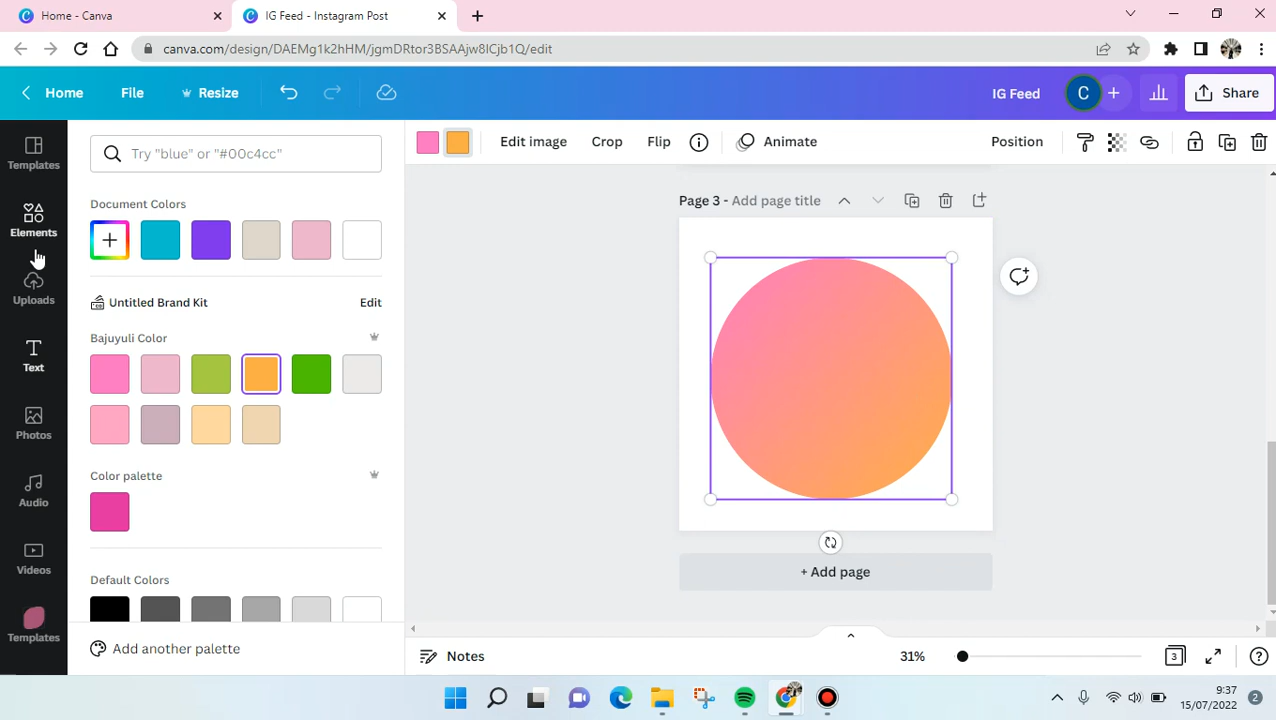 Home - Canva
IG Feed - Instagram Post
canva.com/design/DAEMg1k2hHM/jgmDRtor3BSAAjw8ICjb1Q/edit
Home
File
Resize
IG Feed
C
Share
Templates
Elements
Uploads
Text
Photos
Audio
Videos
Templates
Try "blue" or "#00c4cc"
Document Colors
Untitled Brand Kit
Edit
Bajuyuli Color
Color palette
Default Colors
Add another palette
Edit image
Crop
Flip
Animate
Position
Page 3 - Add page title
+ Add page
Notes
31%
3
9:37
15/07/2022
2